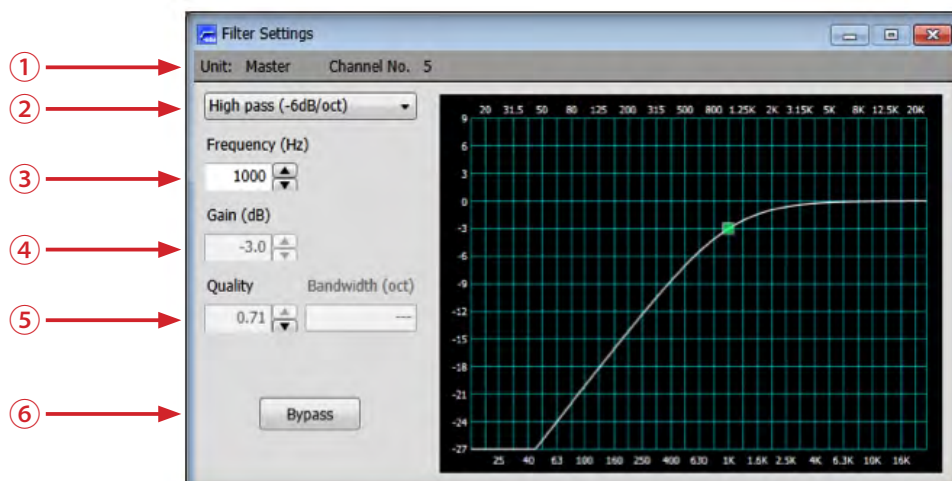 Filter Settings
① Unit: Master Channel No. 5
② High pass (-6dB/oct)
Frequency (Hz)
③ 1000
Gain (dB)
④ -3.0
Quality Bandwidth (oct)
⑤ 0.71 ---
⑥ Bypass
20 31.5 50 80 125 200 315 500 800 1.25K 2K 3.15K 5K 8K 12.5K 20K
9
6
3
0
-3
-6
-9
-12
-15
-18
-21
-24
-27
25 40 63 100 160 250 400 630 1K 1.6K 2.5K 4K 6.3K 10K 16K